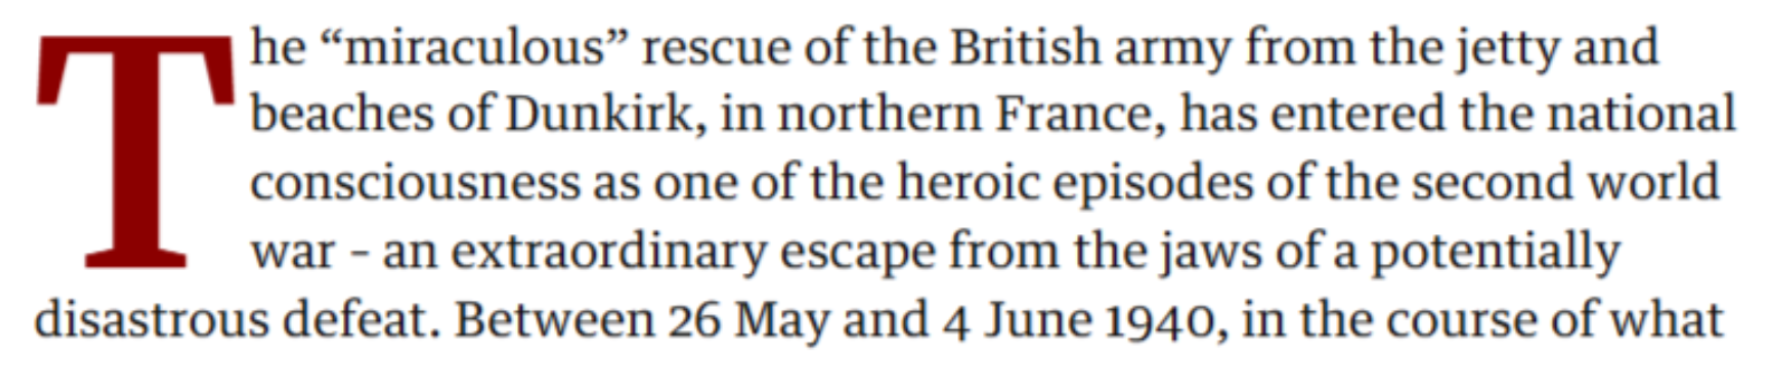 The “miraculous” rescue of the British army from the jetty and
beaches of Dunkirk, in northern France, has entered the national
consciousness as one of the heroic episodes of the second world
war – an extraordinary escape from the jaws of a potentially
disastrous defeat. Between 26 May and 4 June 1940, in the course of what